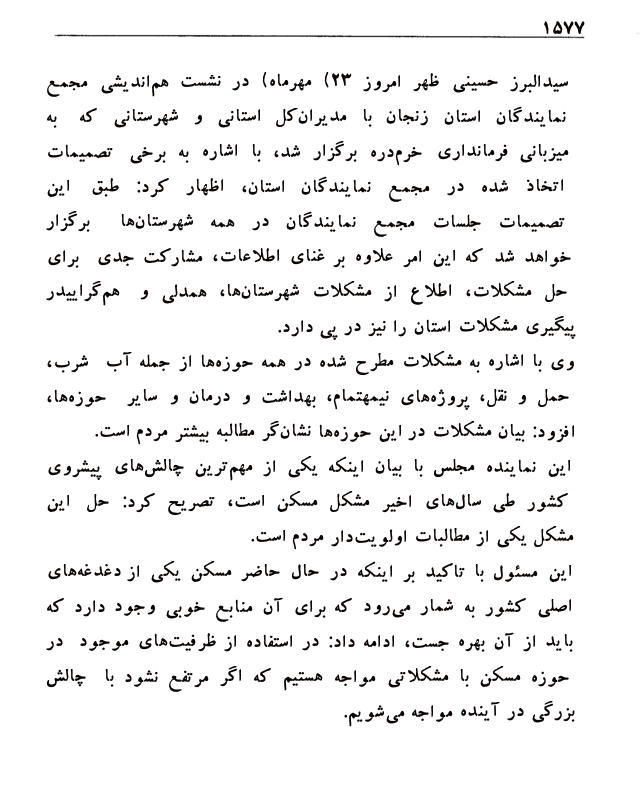 ۱۵۷۷
سیدالبرز حسینی ظهر امروز ۲۳) مهرماه) در نشست هم‌اندیشی مجمع
نمایندگان استان زنجان با مدیران‌کل استانی و شهرستانی که به
میزبانی فرمانداری خرم‌دره برگزار شد، با اشاره به برخی تصمیمات
اتخاذ شده در مجمع نمایندگان استان، اظهار کرد: طبق این
تصمیمات جلسات مجمع نمایندگان در همه شهرستان‌ها برگزار
خواهد شد که این امر علاوه بر غنای اطلاعات، مشارکت جدی برای
حل مشکلات، اطلاع از مشکلات شهرستان‌ها، همدلی و هم‌گراییدر
پیگیری مشکلات استان را نیز در پی دارد.
وی با اشاره به مشکلات مطرح شده در همه حوزه‌ها از جمله آب شرب،
حمل و نقل، پروژه‌های نیمهتمام، بهداشت و درمان و سایر حوزه‌ها،
افزود: بیان مشکلات در این حوزه‌ها نشان‌گر مطالبه بیشتر مردم است.
این نماینده مجلس با بیان اینکه یکی از مهم‌ترین چالش‌های پیشروی
کشور طی سال‌های اخیر مشکل مسکن است، تصریح کرد: حل این
مشکل یکی از مطالبات اولویت‌دار مردم است.
این مسئول با تاکید بر اینکه در حال حاضر مسکن یکی از دغدغه‌های
اصلی کشور به شمار می‌رود که برای آن منابع خوبی وجود دارد که
باید از آن بهره جست، ادامه داد: در استفاده از ظرفیت‌های موجود در
حوزه مسکن با مشکلاتی مواجه هستیم که اگر مرتفع نشود با چالش
بزرگی در آینده مواجه می‌شویم.